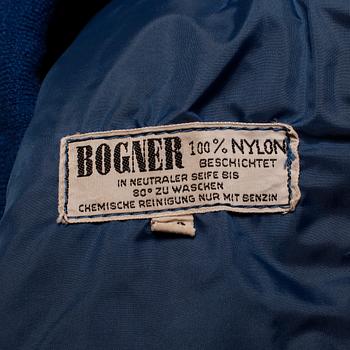 BOGNER 100% NYLON
BESCHICHTET
IN NEUTRALER SEIFE BIS
80° ZU WASCHEN
CHEMISCHE REINIGUNG NUR MIT BENZIN